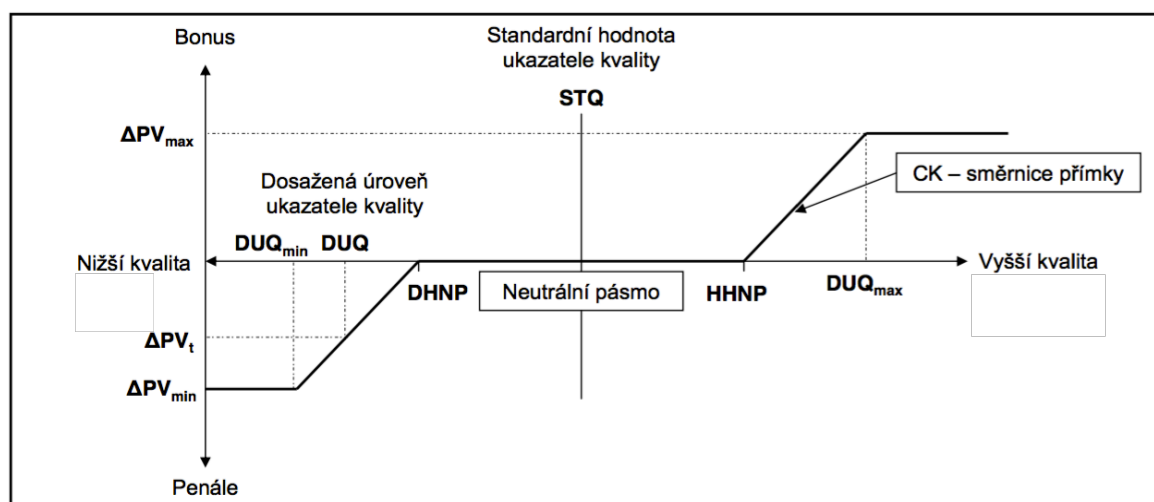 Bonus
Standardní hodnota
ukazatele kvality
STQ
ΔPVmax
CK – směrnice přímky
Dosažená úroveň
ukazatele kvality
DUQmin
DUQ
Nižší kvalita
Vyšší kvalita
DHNP
Neutrální pásmo
HHNP
DUQmax
ΔPVt
ΔPVmin
Penále